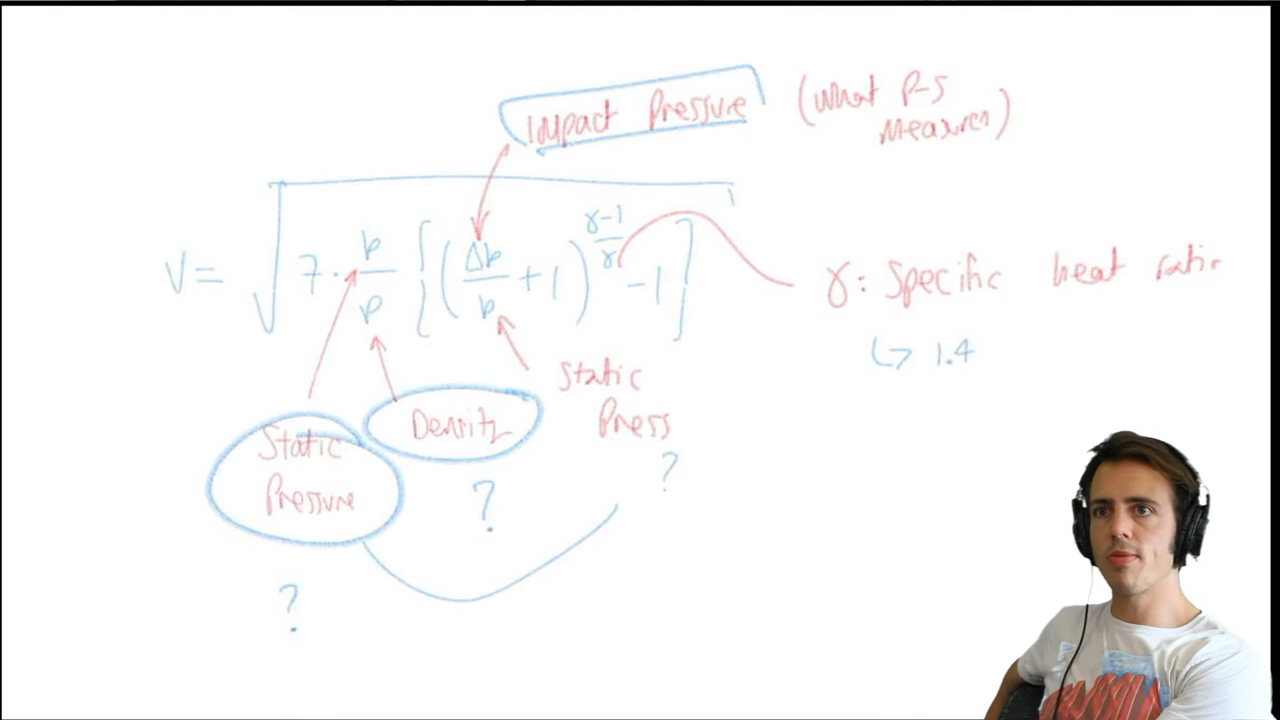 Impact Pressure (What P-S
Measures)
V = √ 7 · p/ρ [ ( Δp/p + 1 )^(γ-1)/γ - 1 ]
γ: Specific heat ratio
↳ 1.4
Static
Press
?
Density
?
Static
Pressure
?